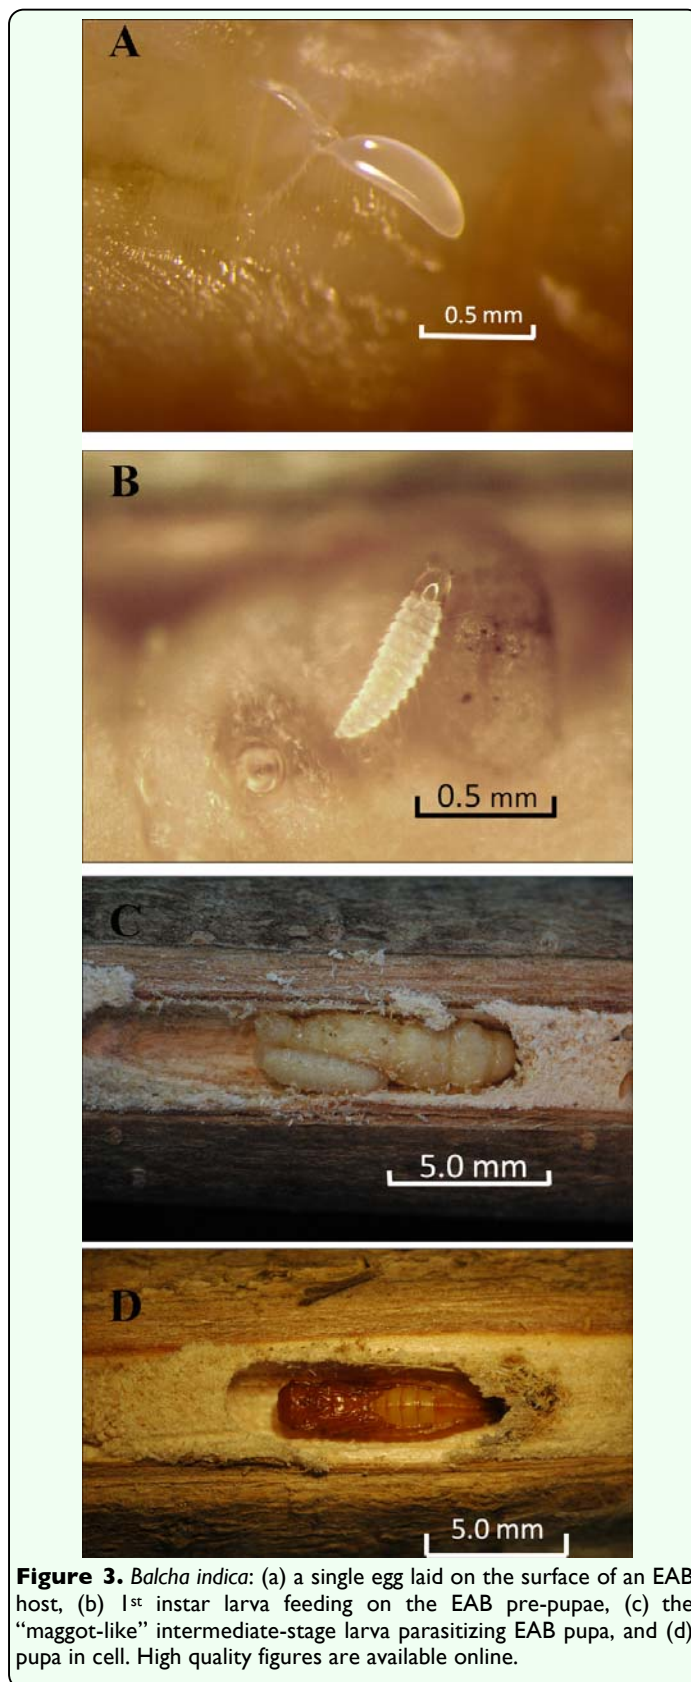 A
0.5 mm
B
0.5 mm
C
5.0 mm
D
5.0 mm
Figure 3. Balcha indica: (a) a single egg laid on the surface of an EAB
host, (b) 1st instar larva feeding on the EAB pre-pupae, (c) the
“maggot-like” intermediate-stage larva parasitizing EAB pupa, and (d)
pupa in cell. High quality figures are available online.